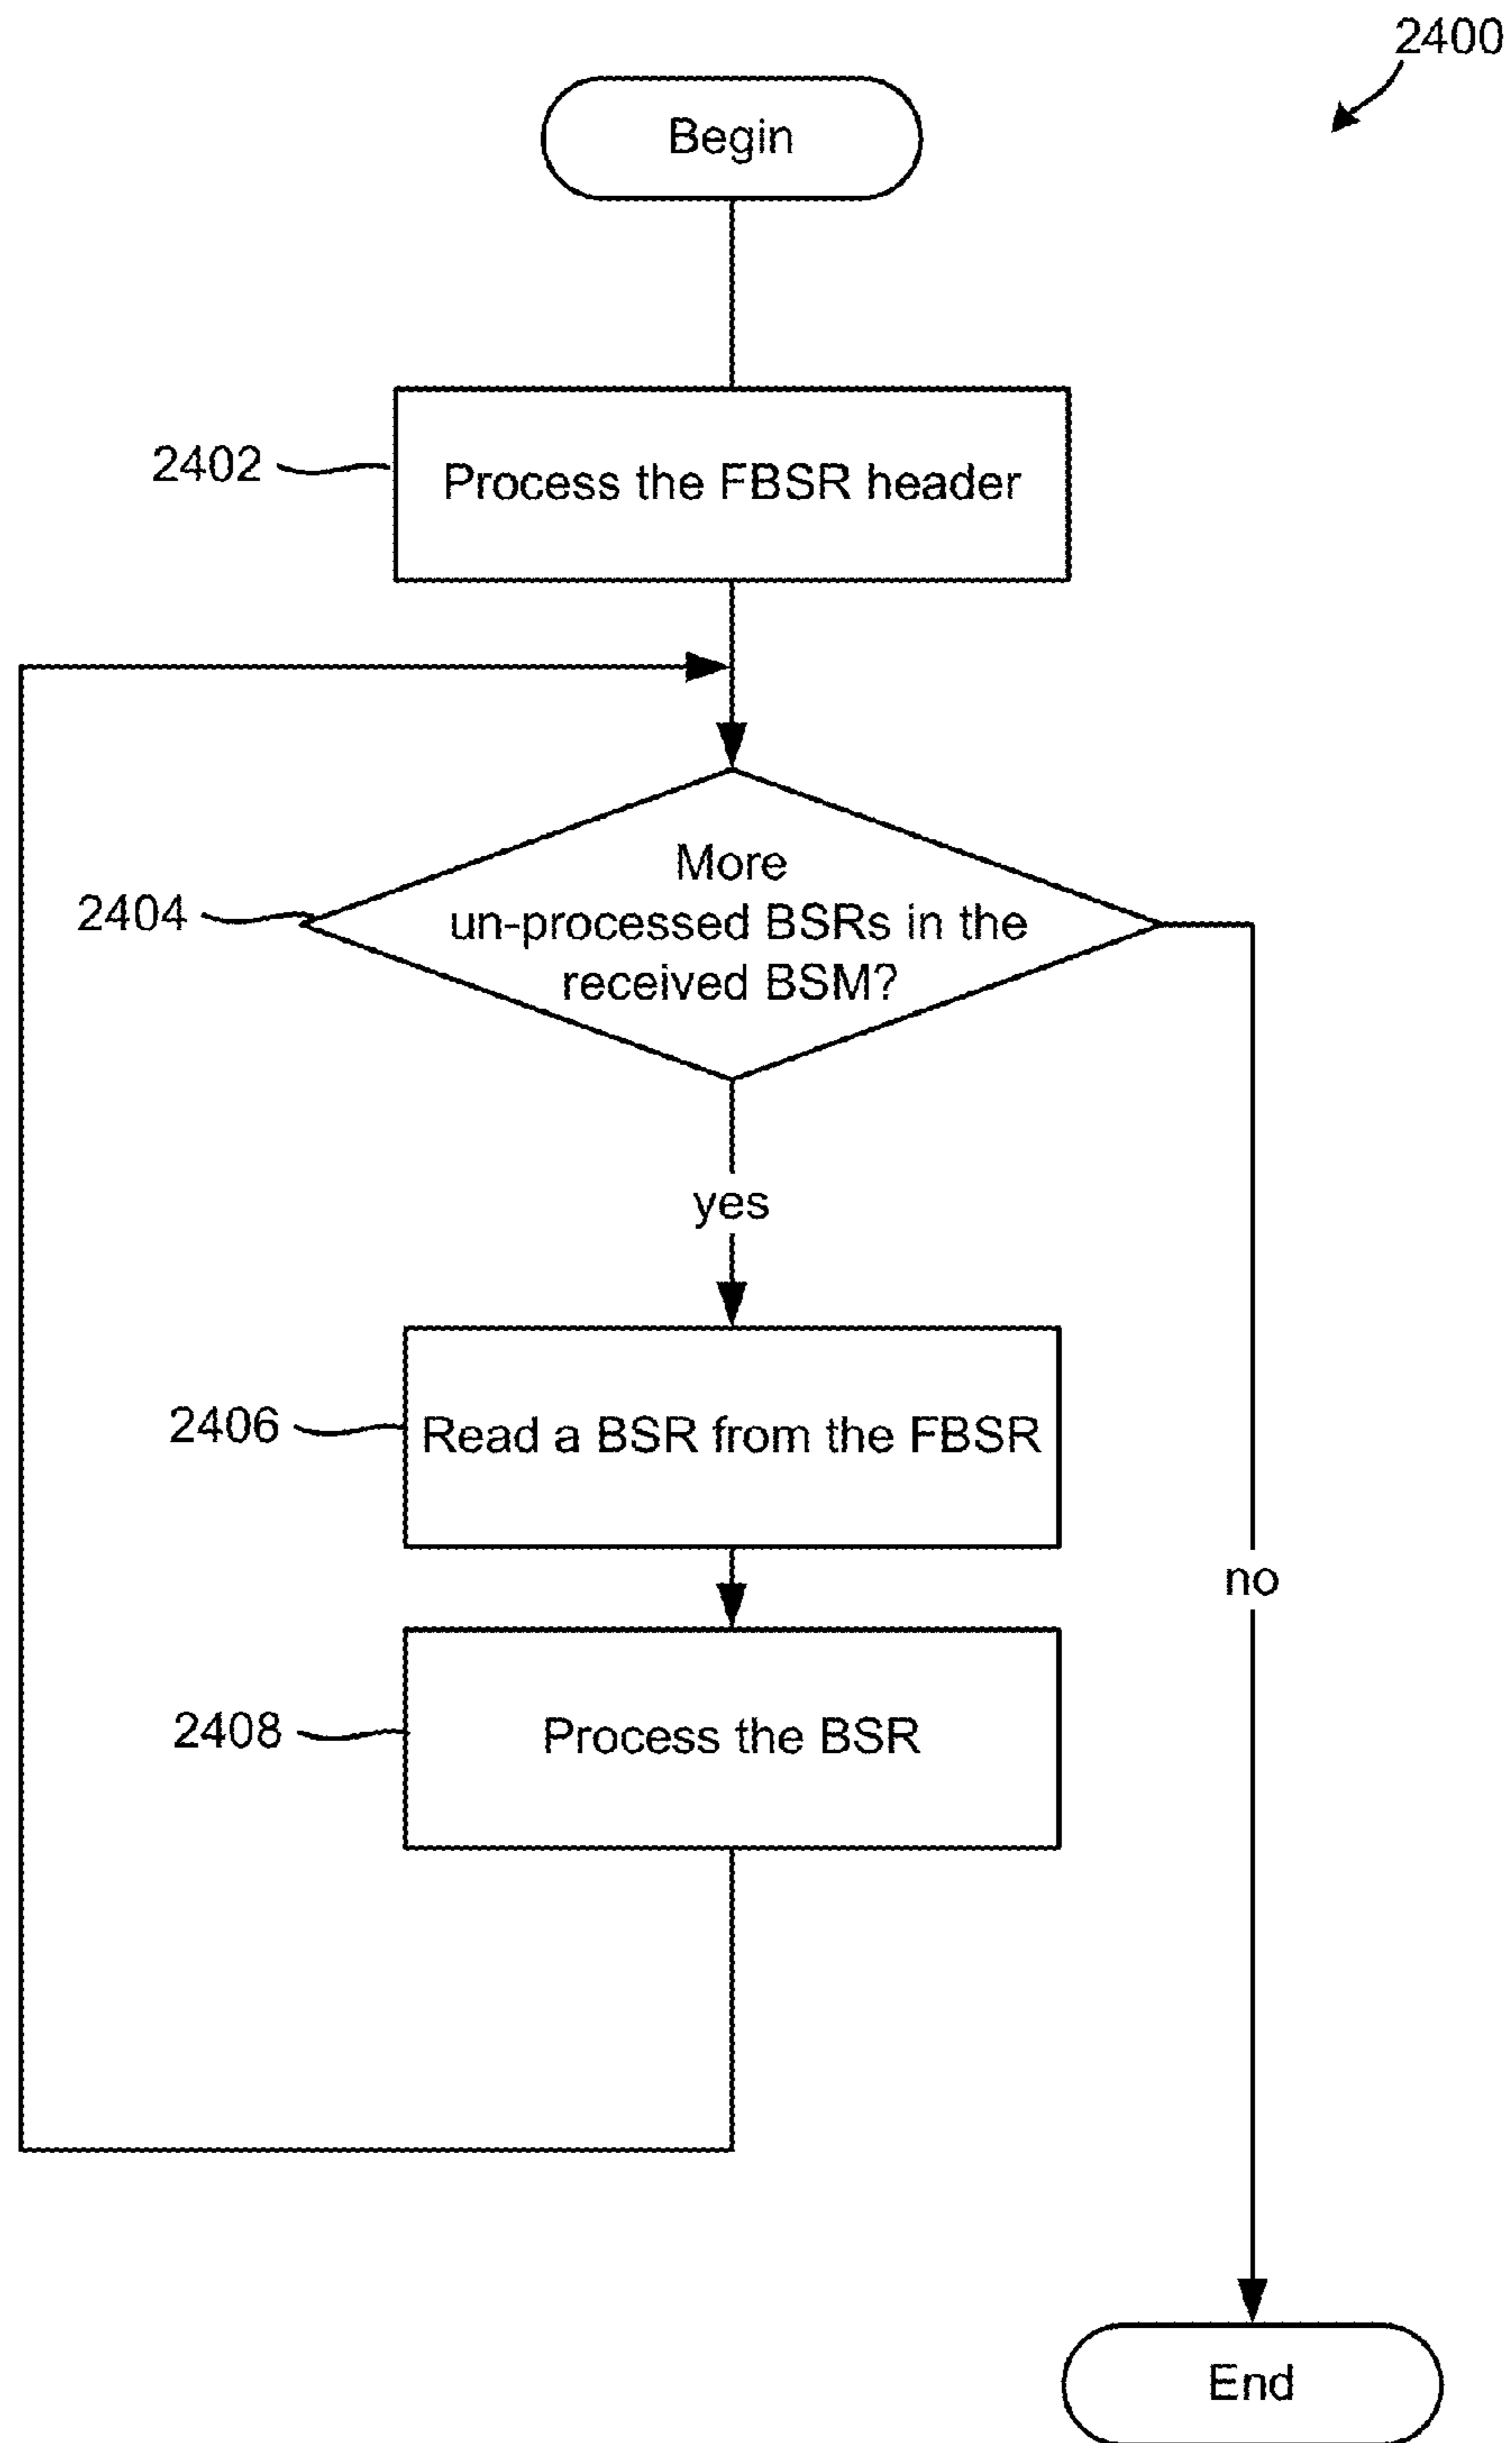 2400
Begin
2402
Process the FBSR header
2404
More
un-processed BSRs in the
received BSM?
yes
2406
Read a BSR from the FBSR
no
2408
Process the BSR
End